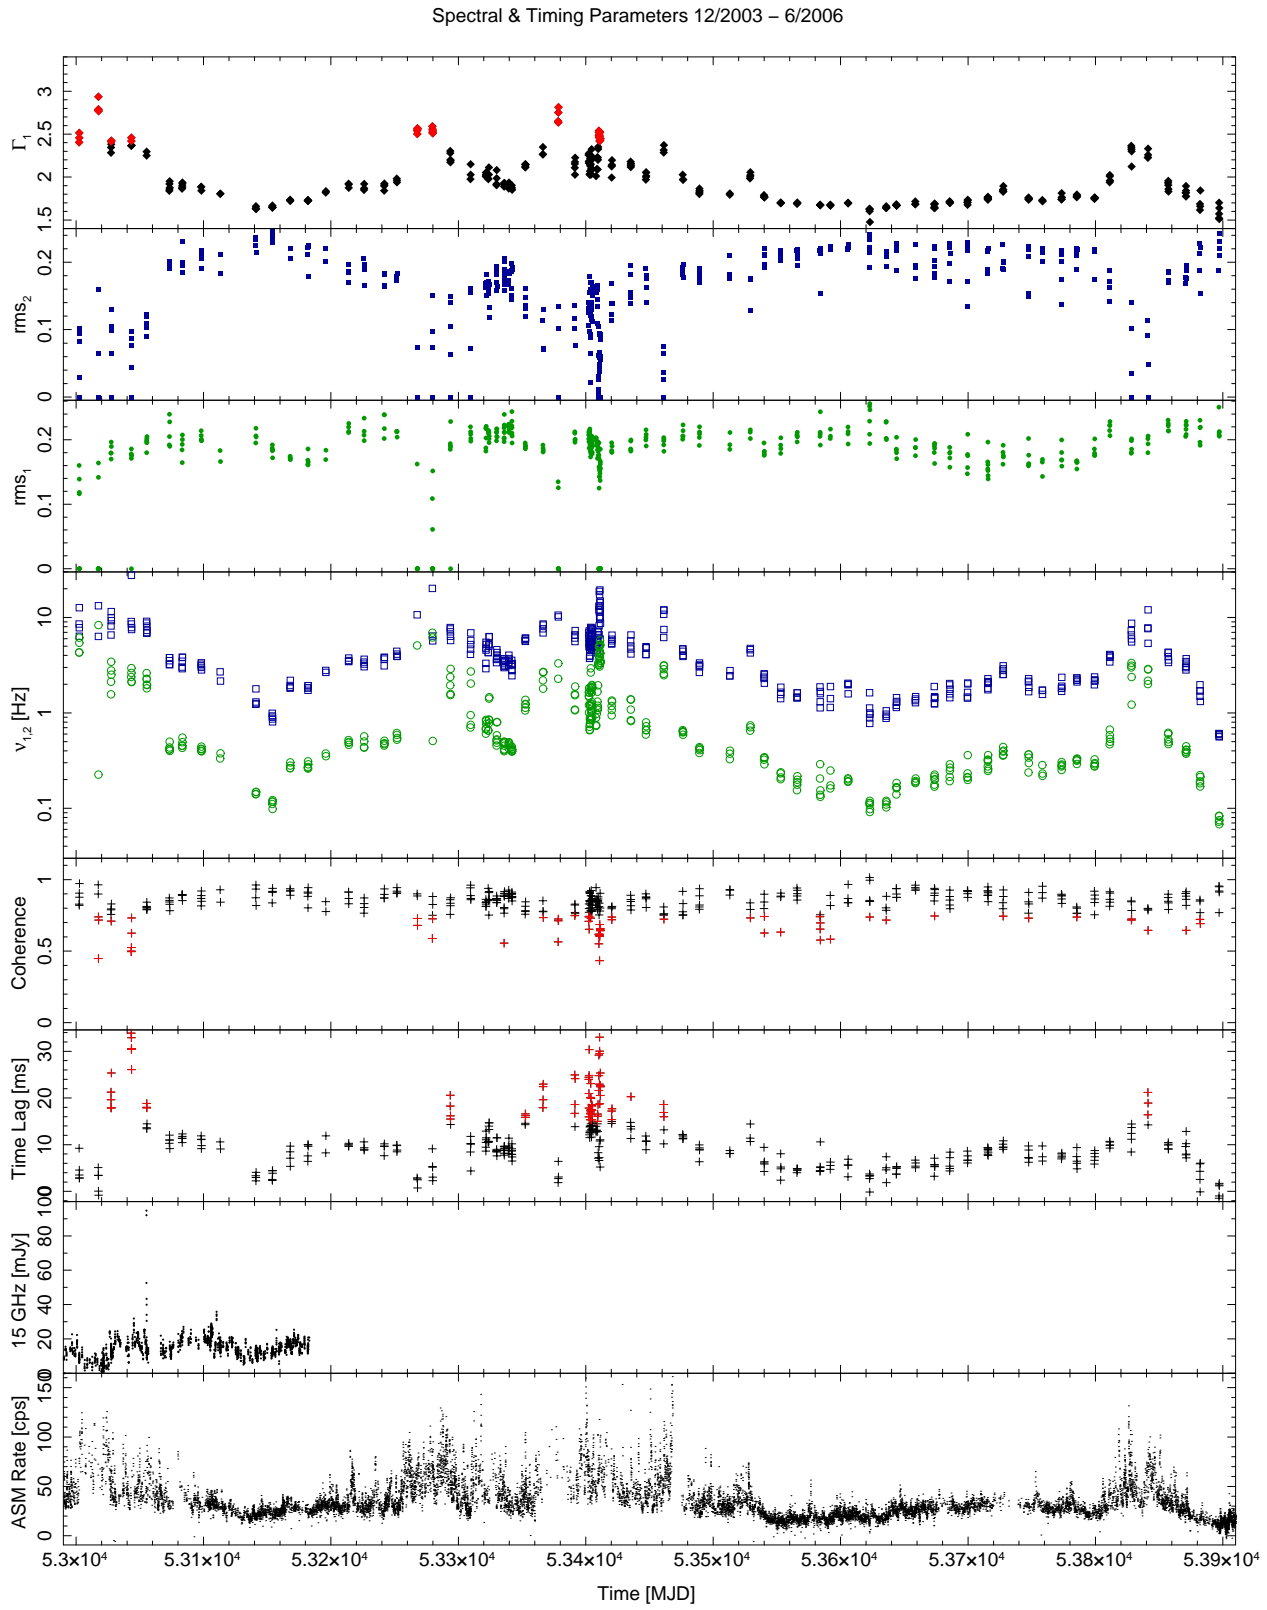 Spectral & Timing Parameters 12/2003 – 6/2006
Γ1
3
2.5
2
1.5
rms2
0.2
0.1
0
rms1
0.2
0.1
0
ν1,2 [Hz]
10
1
0.1
Coherence
1
0.5
0
Time Lag [ms]
30
20
10
0
15 GHz [mJy]
100
80
60
40
20
0
ASM Rate [cps]
150
100
50
0
5.3×10⁴ 5.31×10⁴ 5.32×10⁴ 5.33×10⁴ 5.34×10⁴ 5.35×10⁴ 5.36×10⁴ 5.37×10⁴ 5.38×10⁴ 5.39×10⁴
Time [MJD]